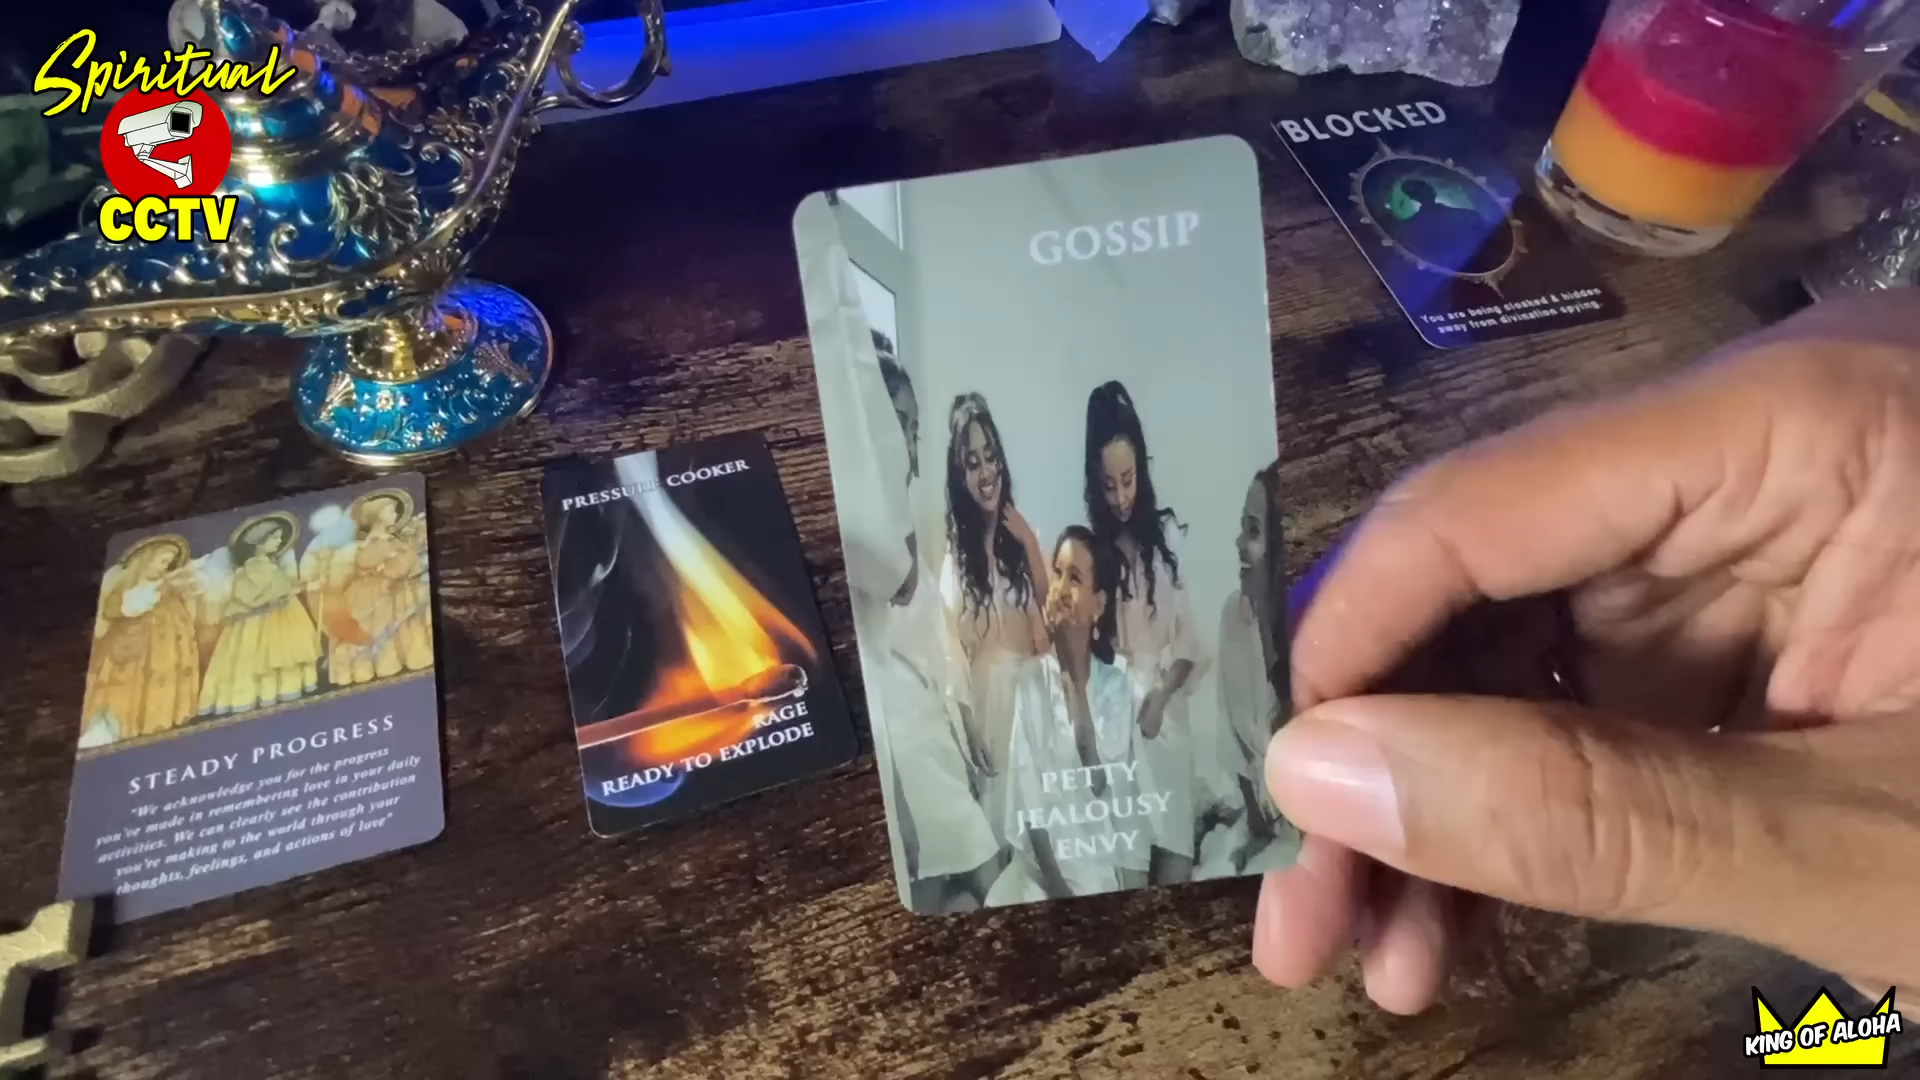 Spiritual
CCTV
BLOCKED
You are being cloaked & hidden
away from divination spying.
GOSSIP
PETTY
JEALOUSY
ENVY
PRESSURE COOKER
RAGE
READY TO EXPLODE
STEADY PROGRESS
"We acknowledge you for the progress
you've made in remembering love in your daily
activities. We can clearly see the contribution
you're making to the world through your
thoughts, feelings, and actions of love"
KING OF ALOHA